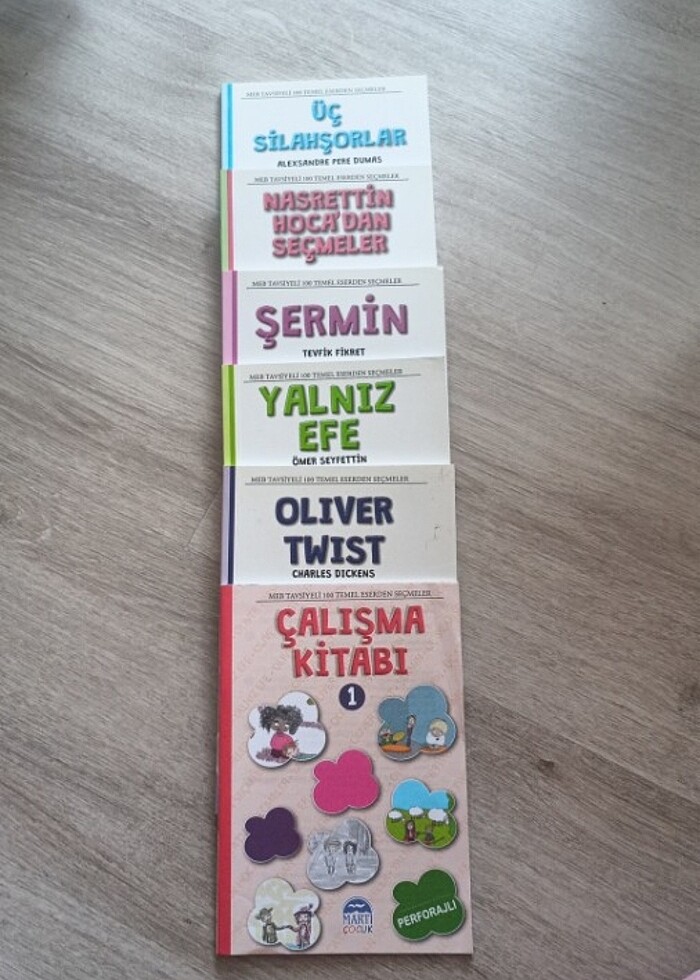 MEB TAVSİYELİ 100 TEMEL ESERDEN SEÇMELER
ÜÇ
SİLAHŞORLAR
ALEXSANDRE PERE DUMAS
MEB TAVSİYELİ 100 TEMEL ESERDEN SEÇMELER
NASRETTİN
HOCA'DAN
SEÇMELER
MEB TAVSİYELİ 100 TEMEL ESERDEN SEÇMELER
ŞERMİN
TEVFİK FİKRET
MEB TAVSİYELİ 100 TEMEL ESERDEN SEÇMELER
YALNIZ
EFE
ÖMER SEYFETTİN
MEB TAVSİYELİ 100 TEMEL ESERDEN SEÇMELER
OLIVER
TWIST
CHARLES DICKENS
MEB TAVSİYELİ 100 TEMEL ESERDEN SEÇMELER
ÇALIŞMA
KİTABI
1
MARTI
ÇOCUK
PERFORAJLI